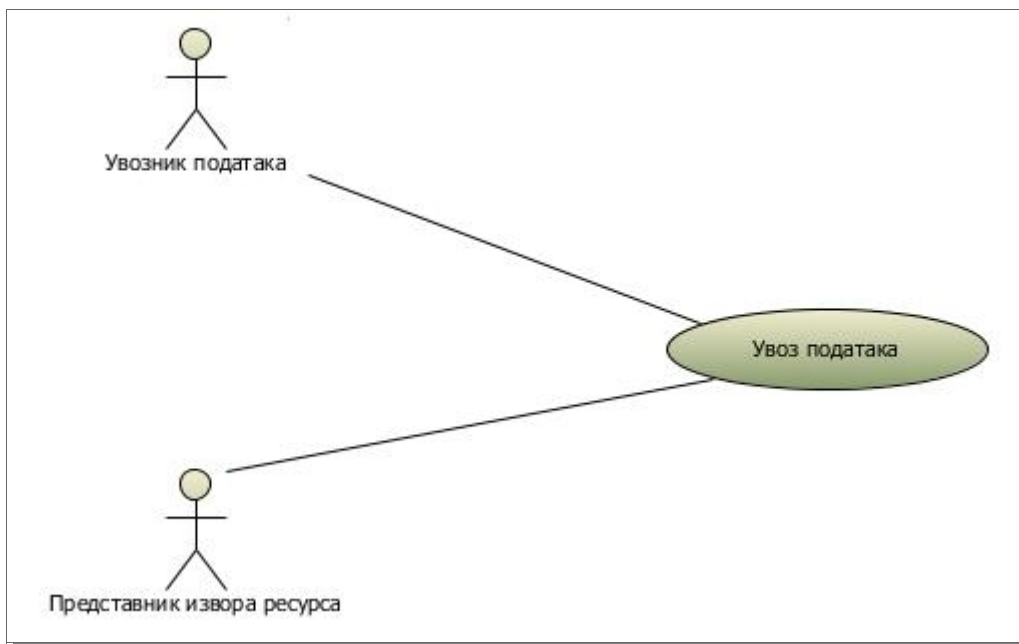 Увозник података
Увоз података
Представник извора ресурса